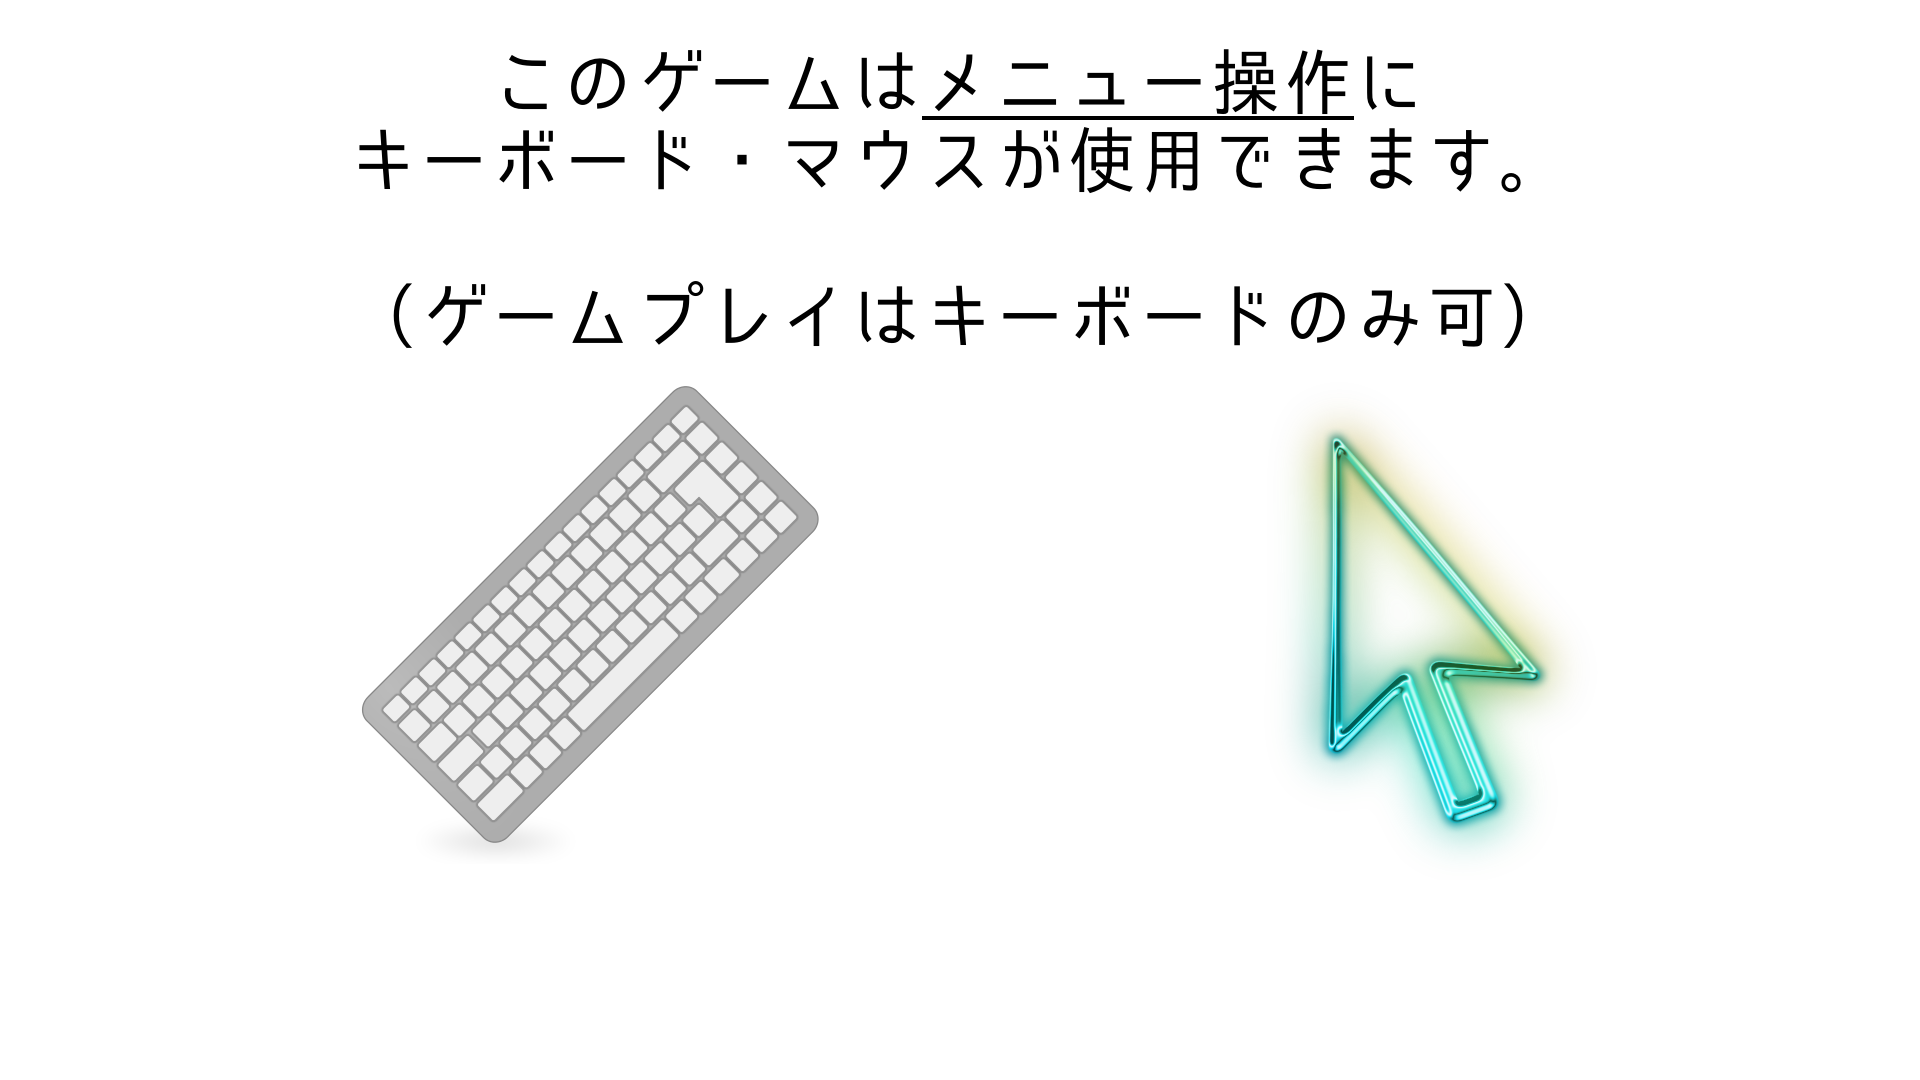 このゲームはメニュー操作に
キーボード・マウスが使用できます。
（ゲームプレイはキーボードのみ可）